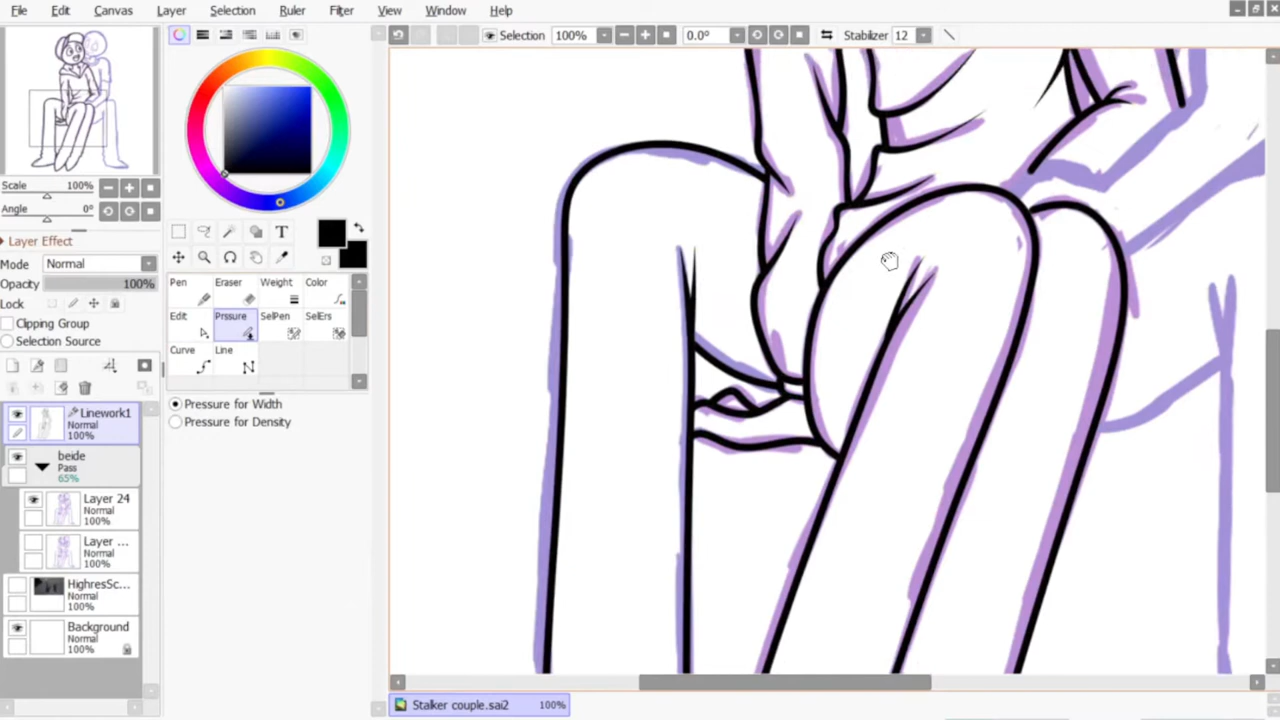 File Edit Canvas Layer Selection Ruler Filter View Window Help
Selection 100% 0.0° Stabilizer 12
Scale 100%
Angle 0°
Layer Effect
Mode Normal
Opacity 100%
Lock
Clipping Group
Selection Source
T
Pen Eraser Weight Color
Edit Prssure SelPen SelErs
Curve Line
Pressure for Width
Pressure for Density
Linework1
Normal
100%
beide
Pass
65%
Layer 24
Normal
100%
Layer ...
Normal
100%
HighresSc...
Normal
100%
Background
Normal
100%
Stalker couple.sai2 100%